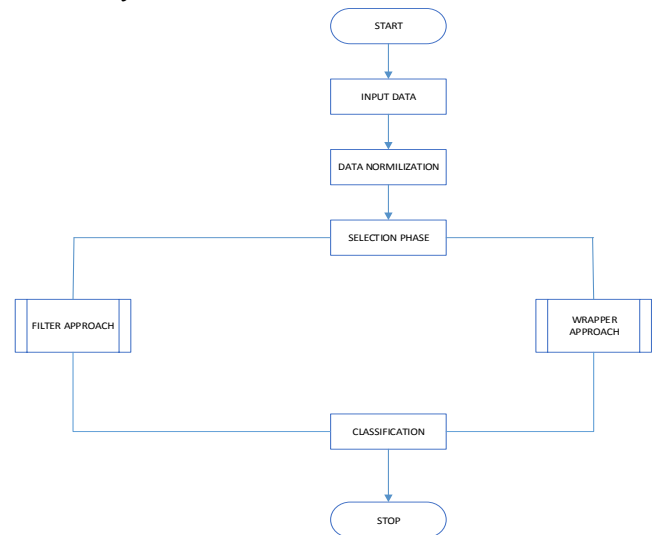 START
INPUT DATA
DATA NORMILIZATION
SELECTION PHASE
FILTER APPROACH
WRAPPER
APPROACH
CLASSIFICATION
STOP